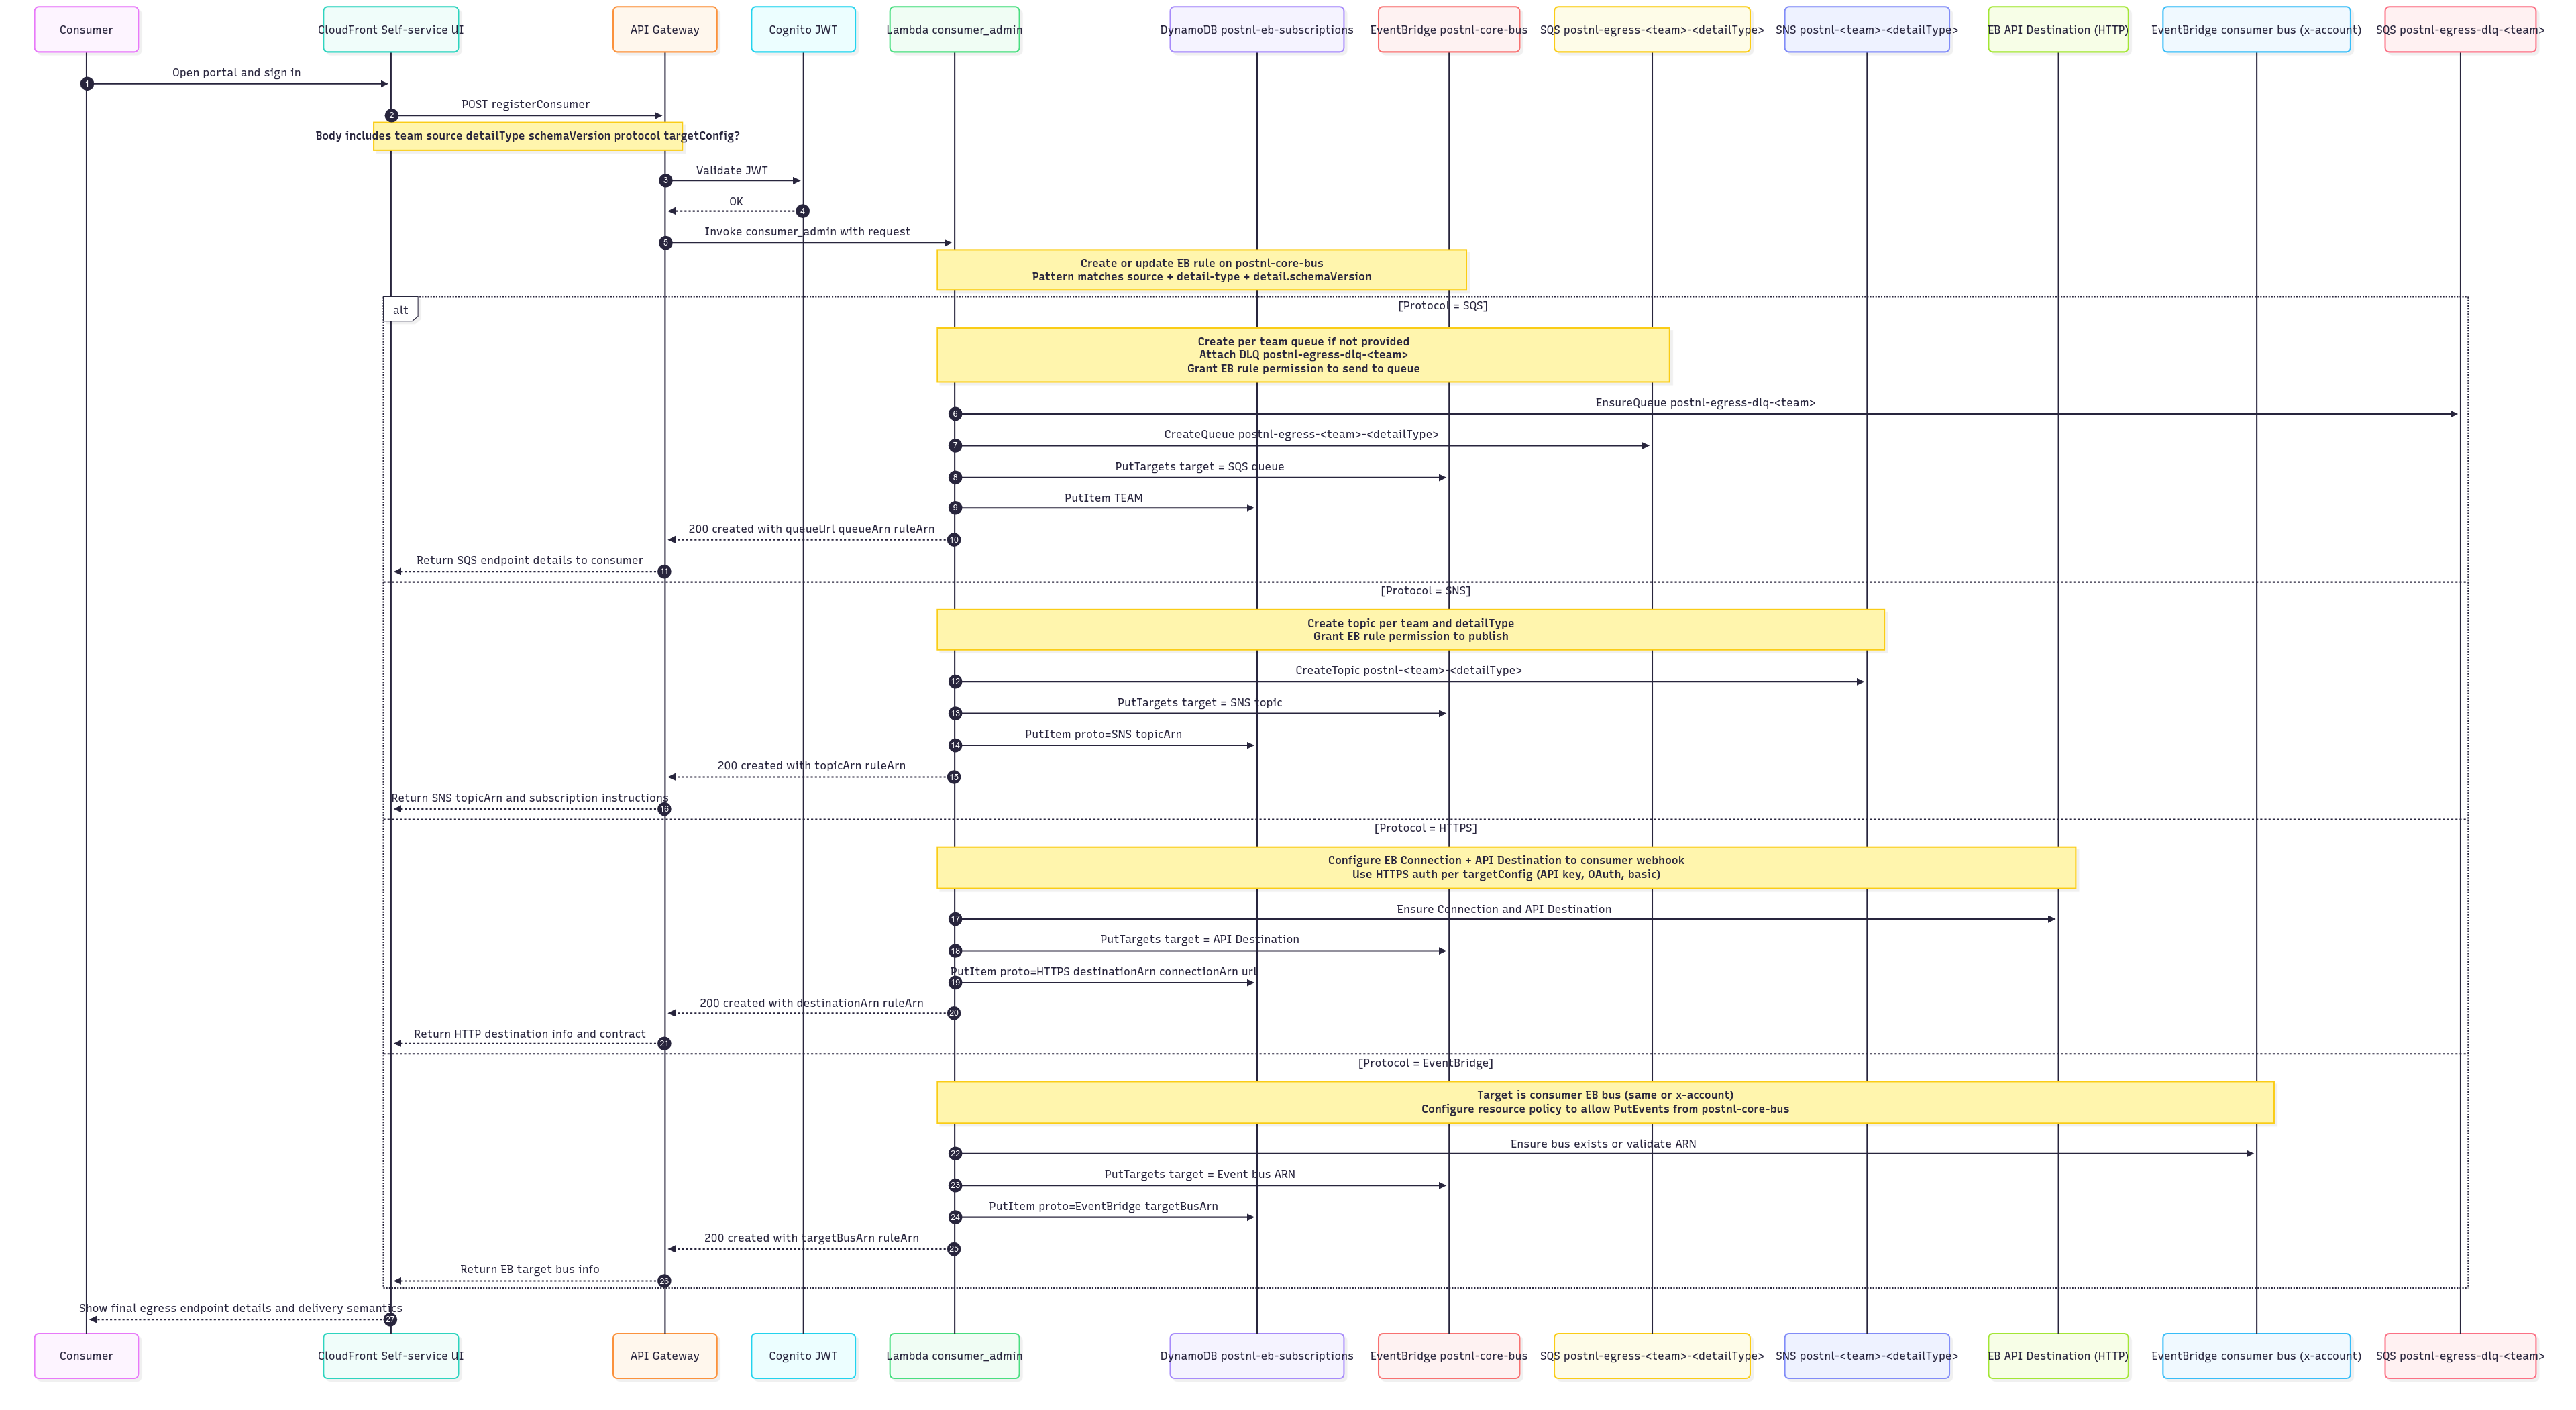 Consumer
CloudFront Self-service UI
API Gateway
Cognito JWT
Lambda consumer_admin
DynamoDB postnl-eb-subscriptions
EventBridge postnl-core-bus
SQS postnl-egress-<team>-<detailType>
SNS postnl-<team>-<detailType>
EB API Destination (HTTP)
EventBridge consumer bus (x-account)
SQS postnl-egress-dlq-<team>
Open portal and sign in
1
POST registerConsumer
2
Body includes team source detailType schemaVersion protocol targetConfig?
Validate JWT
3
OK
4
Invoke consumer_admin with request
5
Create or update EB rule on postnl-core-bus
Pattern matches source + detail-type + detail.schemaVersion
alt
[Protocol = SQS]
Create per team queue if not provided
Attach DLQ postnl-egress-dlq-<team>
Grant EB rule permission to send to queue
EnsureQueue postnl-egress-dlq-<team>
6
CreateQueue postnl-egress-<team>-<detailType>
7
PutTargets target = SQS queue
8
PutItem TEAM
9
200 created with queueUrl queueArn ruleArn
10
Return SQS endpoint details to consumer
11
[Protocol = SNS]
Create topic per team and detailType
Grant EB rule permission to publish
CreateTopic postnl-<team>-<detailType>
12
PutTargets target = SNS topic
13
PutItem proto=SNS topicArn
14
200 created with topicArn ruleArn
15
Return SNS topicArn and subscription instructions
16
[Protocol = HTTPS]
Configure EB Connection + API Destination to consumer webhook
Use HTTPS auth per targetConfig (API key, OAuth, basic)
Ensure Connection and API Destination
17
PutTargets target = API Destination
18
PutItem proto=HTTPS destinationArn connectionArn url
19
200 created with destinationArn ruleArn
20
Return HTTP destination info and contract
21
[Protocol = EventBridge]
Target is consumer EB bus (same or x-account)
Configure resource policy to allow PutEvents from postnl-core-bus
Ensure bus exists or validate ARN
22
PutTargets target = Event bus ARN
23
PutItem proto=EventBridge targetBusArn
24
200 created with targetBusArn ruleArn
25
Return EB target bus info
26
Show final egress endpoint details and delivery semantics
27
Consumer
CloudFront Self-service UI
API Gateway
Cognito JWT
Lambda consumer_admin
DynamoDB postnl-eb-subscriptions
EventBridge postnl-core-bus
SQS postnl-egress-<team>-<detailType>
SNS postnl-<team>-<detailType>
EB API Destination (HTTP)
EventBridge consumer bus (x-account)
SQS postnl-egress-dlq-<team>